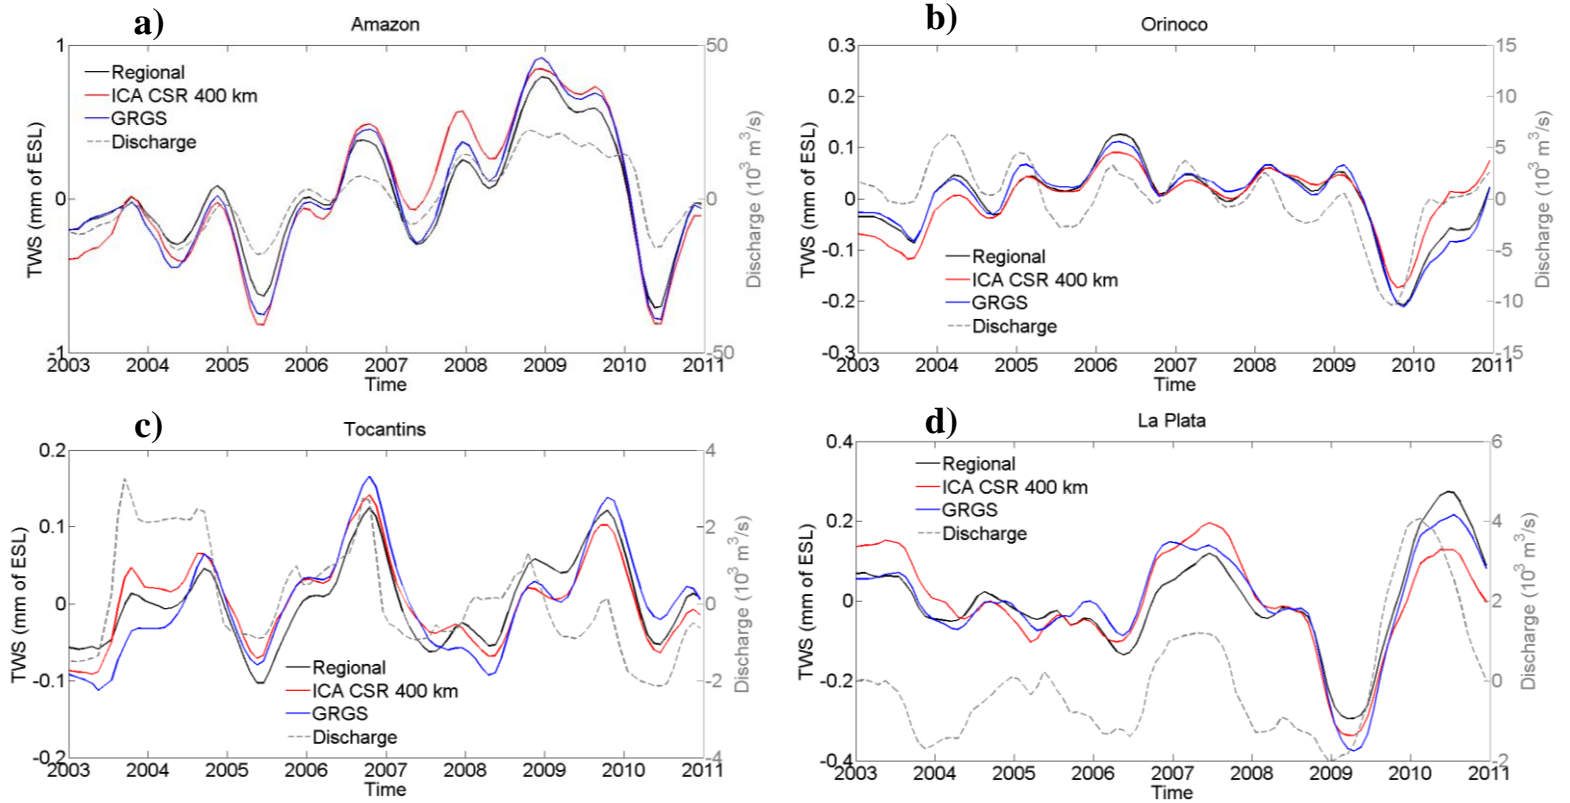 a) Amazon
1
0
-1
TWS (mm of ESL)
Regional
ICA CSR 400 km
GRGS
Discharge
50
0
-50
Discharge (10³ m³/s)
2003 2004 2005 2006 2007 2008 2009 2010 2011
Time
b) Orinoco
0.3
0.2
0.1
0
-0.1
-0.2
-0.3
TWS (mm of ESL)
Regional
ICA CSR 400 km
GRGS
Discharge
15
10
5
0
-5
-10
-15
Discharge (10³ m³/s)
2003 2004 2005 2006 2007 2008 2009 2010 2011
Time
c) Tocantins
0.2
0.1
0
-0.1
-0.2
TWS (mm of ESL)
Regional
ICA CSR 400 km
GRGS
Discharge
4
2
0
-2
-4
Discharge (10³ m³/s)
2003 2004 2005 2006 2007 2008 2009 2010 2011
Time
d) La Plata
0.4
0.2
0
-0.2
-0.4
TWS (mm of ESL)
Regional
ICA CSR 400 km
GRGS
Discharge
6
4
2
0
-2
Discharge (10³ m³/s)
2003 2004 2005 2006 2007 2008 2009 2010 2011
Time